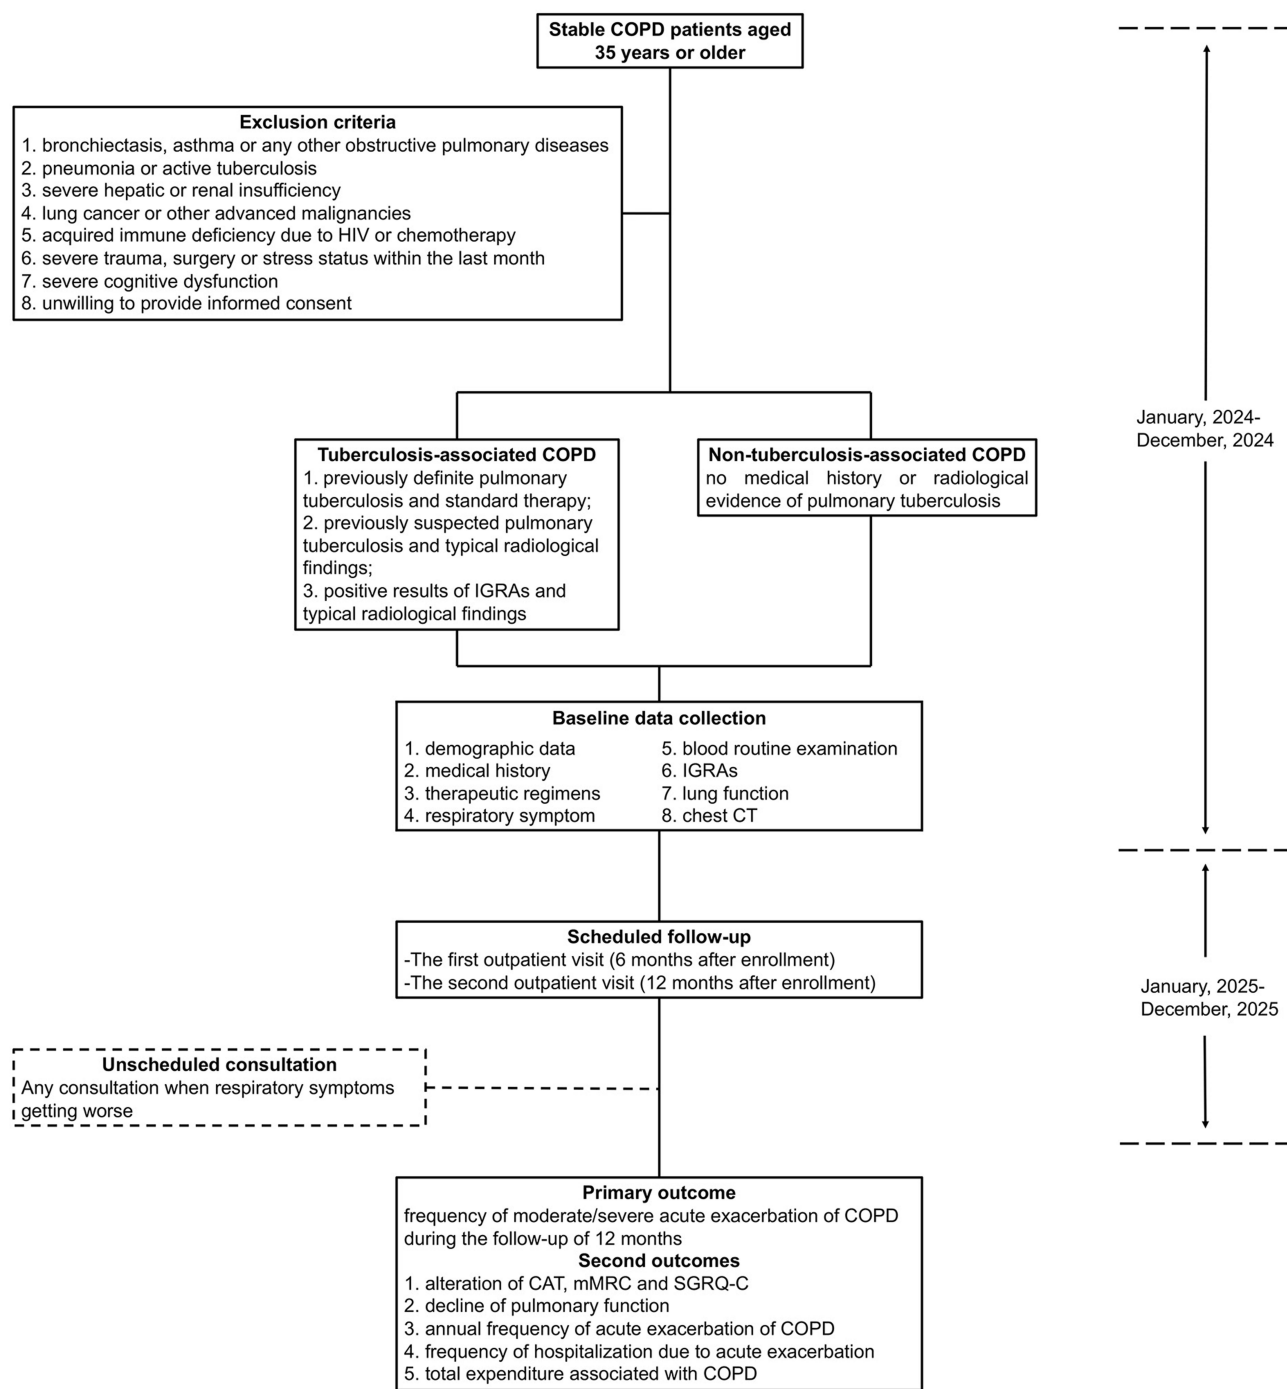 Stable COPD patients aged
35 years or older
Exclusion criteria
1. bronchiectasis, asthma or any other obstructive pulmonary diseases
2. pneumonia or active tuberculosis
3. severe hepatic or renal insufficiency
4. lung cancer or other advanced malignancies
5. acquired immune deficiency due to HIV or chemotherapy
6. severe trauma, surgery or stress status within the last month
7. severe cognitive dysfunction
8. unwilling to provide informed consent
January, 2024-
December, 2024
Tuberculosis-associated COPD
1. previously definite pulmonary
tuberculosis and standard therapy;
2. previously suspected pulmonary
tuberculosis and typical radiological
findings;
3. positive results of IGRAs and
typical radiological findings
Non-tuberculosis-associated COPD
no medical history or radiological
evidence of pulmonary tuberculosis
Baseline data collection
1. demographic data
2. medical history
3. therapeutic regimens
4. respiratory symptom
5. blood routine examination
6. IGRAs
7. lung function
8. chest CT
Scheduled follow-up
-The first outpatient visit (6 months after enrollment)
-The second outpatient visit (12 months after enrollment)
January, 2025-
December, 2025
Unscheduled consultation
Any consultation when respiratory symptoms
getting worse
Primary outcome
frequency of moderate/severe acute exacerbation of COPD
during the follow-up of 12 months
Second outcomes
1. alteration of CAT, mMRC and SGRQ-C
2. decline of pulmonary function
3. annual frequency of acute exacerbation of COPD
4. frequency of hospitalization due to acute exacerbation
5. total expenditure associated with COPD